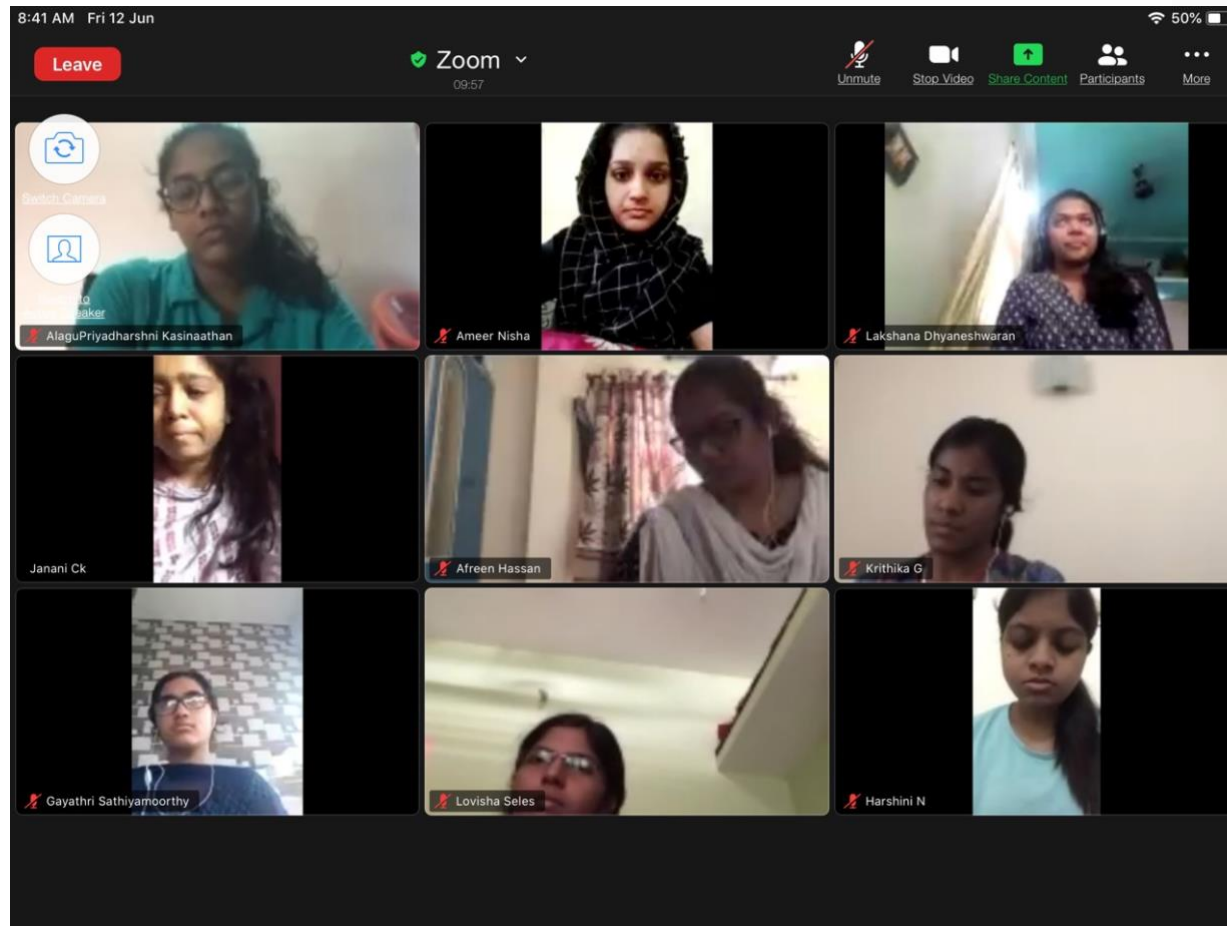 8:41 AM Fri 12 Jun
50%
Leave
Zoom
09:57
Unmute
Stop Video
Share Content
Participants
More
Switch Camera
to
AlaguPriyadharshni Kasinaathan
Ameer Nisha
Lakshana Dhyaneshwaran
Janani Ck
Afreen Hassan
Krithika G
Gayathri Sathiyamoorthy
Lovisha Seles
Harshini N